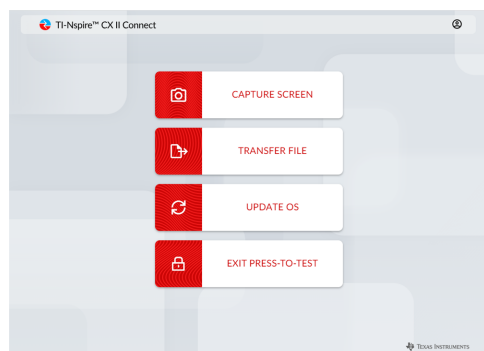 TI-Nspire™ CX II Connect
CAPTURE SCREEN
TRANSFER FILE
UPDATE OS
EXIT PRESS-TO-TEST
TEXAS INSTRUMENTS